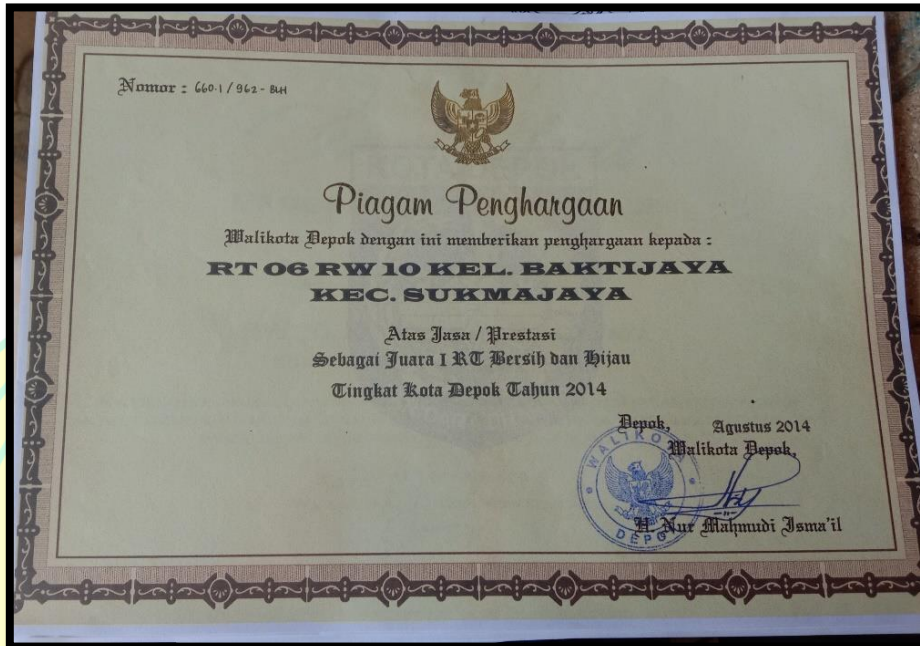 Nomor : 660.1 / 962 - BLH
Piagam Penghargaan
Walikota Depok dengan ini memberikan penghargaan kepada :
RT 06 RW 10 KEL. BAKTIJAYA
KEC. SUKMAJAYA
Atas Jasa / Prestasi
Sebagai Juara I RT Bersih dan Hijau
Tingkat Kota Depok Tahun 2014
Depok, Agustus 2014
Walikota Depok,
WALIKOTA
DEPOK
H. Nur Mahmudi Isma'il